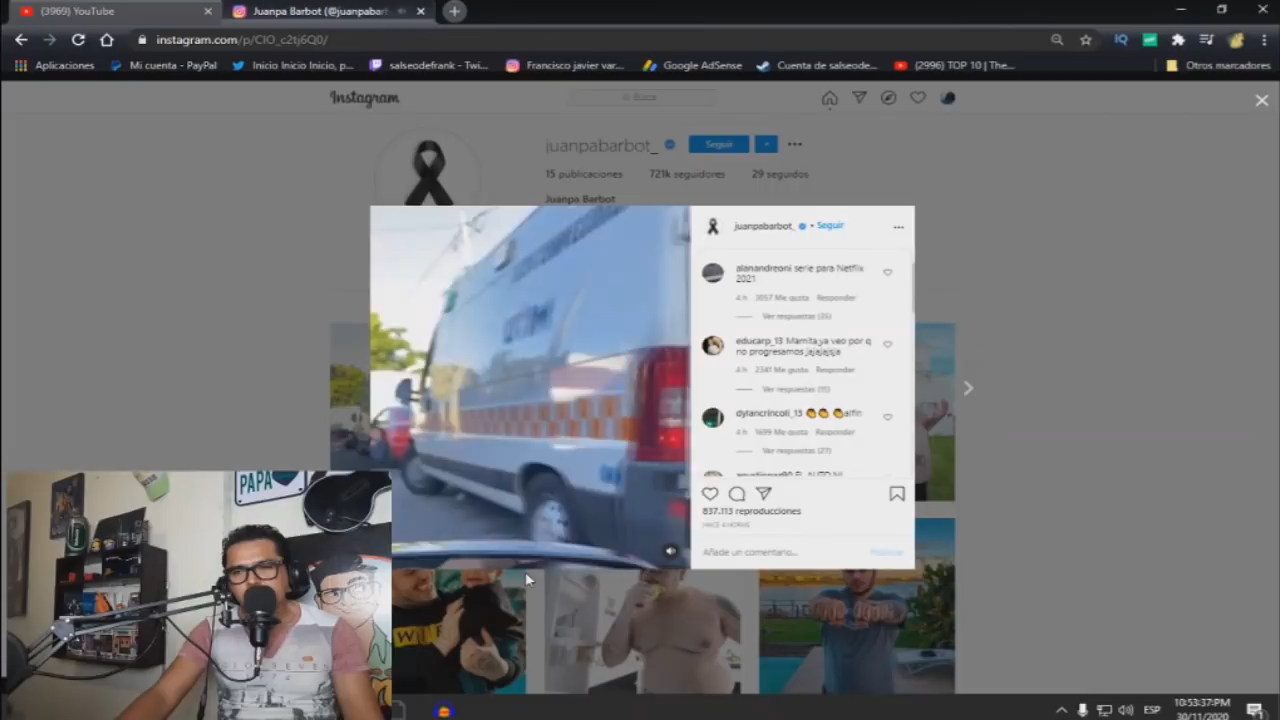 (3969) YouTube
Juanpa Barbot (@juanpabar
instagram.com/p/CIO_c2tj6Q0/
Aplicaciones
Mi cuenta - PayPal
Inicio Inicio Inicio, p...
salseodefrank - Twi...
Francisco javier var...
Google AdSense
Cuenta de salseode...
(2996) TOP 10 | The...
Otros marcadores
Instagram
Busca
juanpabarbot_
Seguir
15 publicaciones
721k seguidores
29 seguidos
Juanpa Barbot
juanpabarbot_ • Seguir
alanandreoni serie para Netflix
2021
4 h 3057 Me gusta Responder
Ver respuestas (35)
educarp_13 Mamita,ya veo por q
no progresamos jajajajsja
4 h 2341 Me gusta Responder
Ver respuestas (15)
dylancrincoli_13 👏👏👏alfin
4 h 1699 Me gusta Responder
Ver respuestas (27)
837.113 reproducciones
HACE 4 HORAS
Añade un comentario...
Publicar
PAPA
ESP
10:53:37:PM
30/11/2020